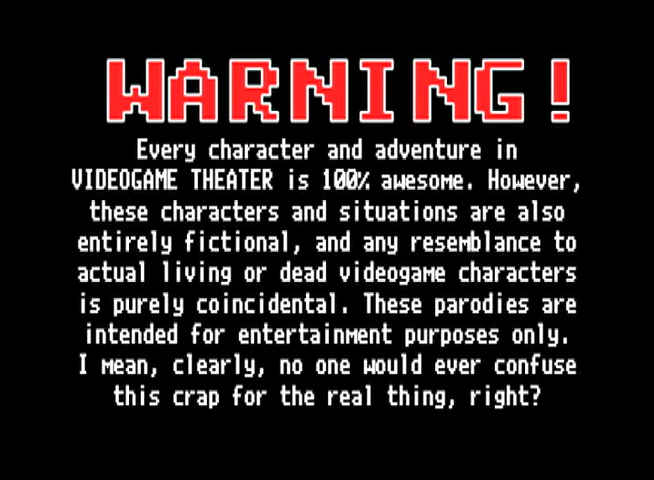 WARNING!
Every character and adventure in
VIDEOGAME THEATER is 100% awesome. However,
these characters and situations are also
entirely fictional, and any resemblance to
actual living or dead videogame characters
is purely coincidental. These parodies are
intended for entertainment purposes only.
I mean, clearly, no one would ever confuse
this crap for the real thing, right?